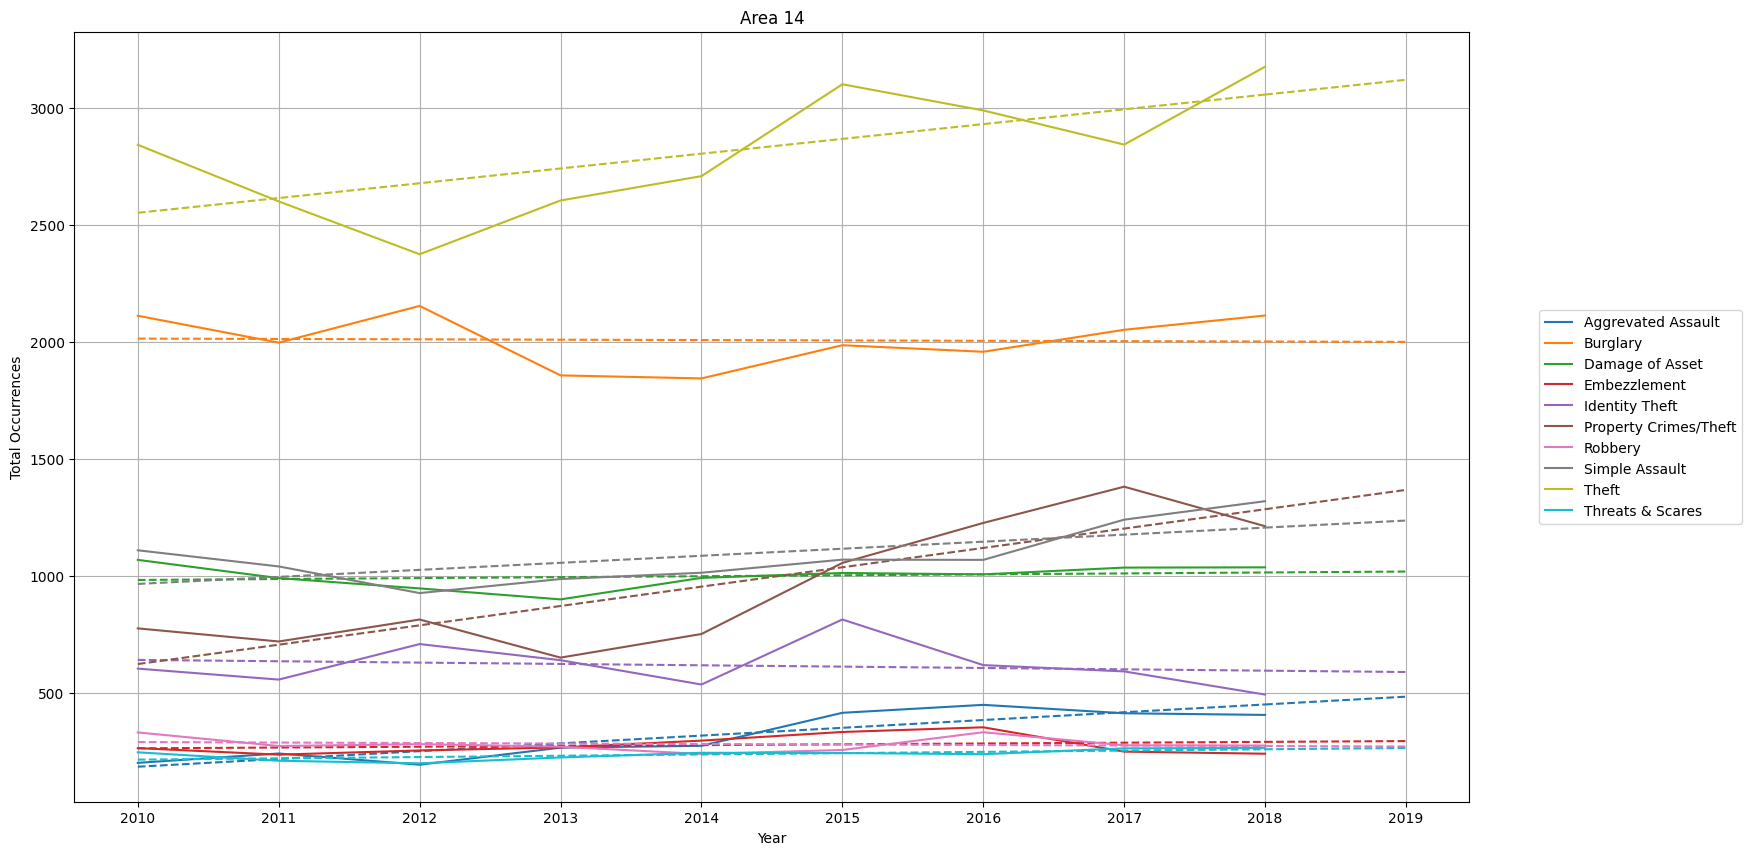 Area 14
3000
2500
2000
1500
1000
500
Total Occurrences
2010 2011 2012 2013 2014 2015 2016 2017 2018 2019
Year
Aggrevated Assault
Burglary
Damage of Asset
Embezzlement
Identity Theft
Property Crimes/Theft
Robbery
Simple Assault
Theft
Threats & Scares